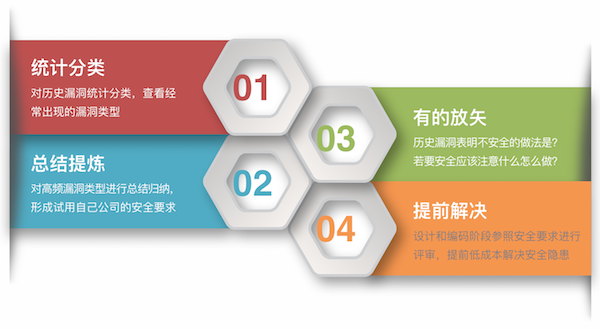 01
统计分类
对历史漏洞统计分类，查看经
常出现的漏洞类型
02
总结提炼
对高频漏洞类型进行总结归纳，
形成试用自己公司的安全要求
03
有的放矢
历史漏洞表明不安全的做法是?
若要安全应该注意什么怎么做?
04
提前解决
设计和编码阶段参照安全要求进行
评审，提前低成本解决安全隐患